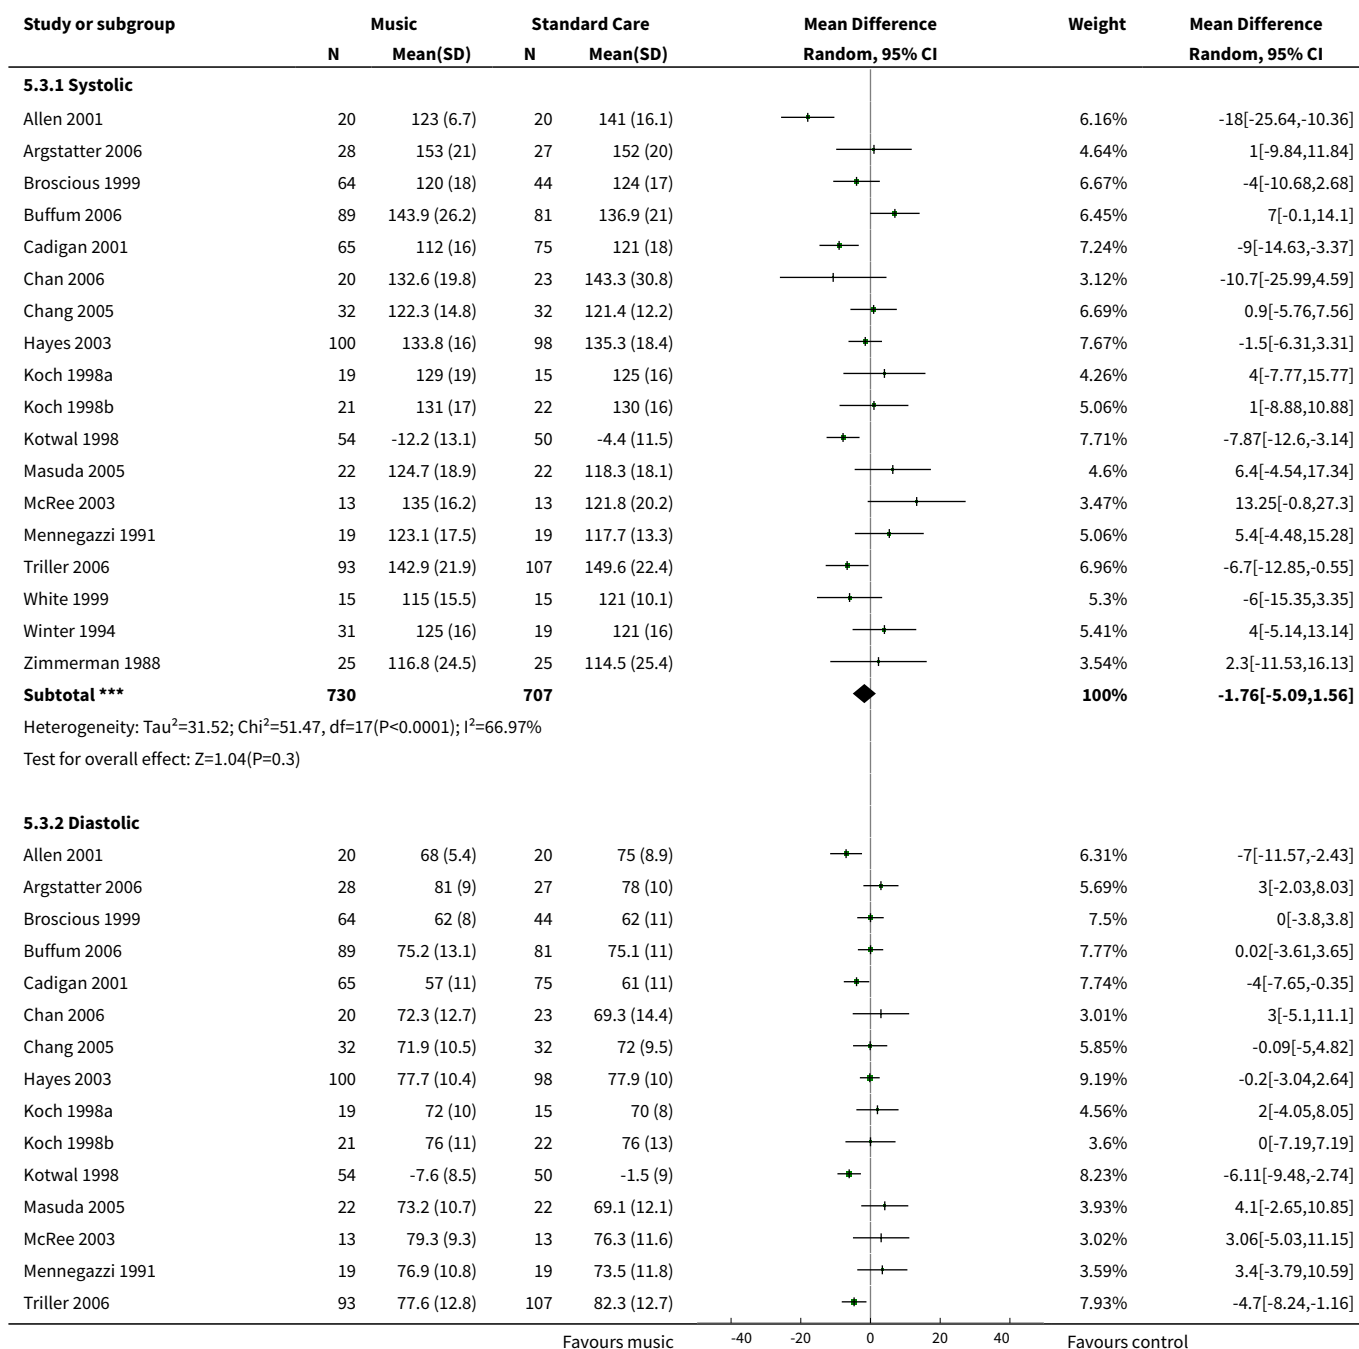 Study or subgroup Music Standard Care Mean Difference Weight Mean Difference
N Mean(SD) N Mean(SD) Random, 95% CI Random, 95% CI
5.3.1 Systolic
Allen 2001 20 123 (6.7) 20 141 (16.1) 6.16% -18[-25.64,-10.36]
Argstatter 2006 28 153 (21) 27 152 (20) 4.64% 1[-9.84,11.84]
Broscious 1999 64 120 (18) 44 124 (17) 6.67% -4[-10.68,2.68]
Buffum 2006 89 143.9 (26.2) 81 136.9 (21) 6.45% 7[-0.1,14.1]
Cadigan 2001 65 112 (16) 75 121 (18) 7.24% -9[-14.63,-3.37]
Chan 2006 20 132.6 (19.8) 23 143.3 (30.8) 3.12% -10.7[-25.99,4.59]
Chang 2005 32 122.3 (14.8) 32 121.4 (12.2) 6.69% 0.9[-5.76,7.56]
Hayes 2003 100 133.8 (16) 98 135.3 (18.4) 7.67% -1.5[-6.31,3.31]
Koch 1998a 19 129 (19) 15 125 (16) 4.26% 4[-7.77,15.77]
Koch 1998b 21 131 (17) 22 130 (16) 5.06% 1[-8.88,10.88]
Kotwal 1998 54 -12.2 (13.1) 50 -4.4 (11.5) 7.71% -7.87[-12.6,-3.14]
Masuda 2005 22 124.7 (18.9) 22 118.3 (18.1) 4.6% 6.4[-4.54,17.34]
McRee 2003 13 135 (16.2) 13 121.8 (20.2) 3.47% 13.25[-0.8,27.3]
Mennegazzi 1991 19 123.1 (17.5) 19 117.7 (13.3) 5.06% 5.4[-4.48,15.28]
Triller 2006 93 142.9 (21.9) 107 149.6 (22.4) 6.96% -6.7[-12.85,-0.55]
White 1999 15 115 (15.5) 15 121 (10.1) 5.3% -6[-15.35,3.35]
Winter 1994 31 125 (16) 19 121 (16) 5.41% 4[-5.14,13.14]
Zimmerman 1988 25 116.8 (24.5) 25 114.5 (25.4) 3.54% 2.3[-11.53,16.13]
Subtotal *** 730 707 100% -1.76[-5.09,1.56]
Heterogeneity: Tau²=31.52; Chi²=51.47, df=17(P<0.0001); I²=66.97%
Test for overall effect: Z=1.04(P=0.3)
5.3.2 Diastolic
Allen 2001 20 68 (5.4) 20 75 (8.9) 6.31% -7[-11.57,-2.43]
Argstatter 2006 28 81 (9) 27 78 (10) 5.69% 3[-2.03,8.03]
Broscious 1999 64 62 (8) 44 62 (11) 7.5% 0[-3.8,3.8]
Buffum 2006 89 75.2 (13.1) 81 75.1 (11) 7.77% 0.02[-3.61,3.65]
Cadigan 2001 65 57 (11) 75 61 (11) 7.74% -4[-7.65,-0.35]
Chan 2006 20 72.3 (12.7) 23 69.3 (14.4) 3.01% 3[-5.1,11.1]
Chang 2005 32 71.9 (10.5) 32 72 (9.5) 5.85% -0.09[-5,4.82]
Hayes 2003 100 77.7 (10.4) 98 77.9 (10) 9.19% -0.2[-3.04,2.64]
Koch 1998a 19 72 (10) 15 70 (8) 4.56% 2[-4.05,8.05]
Koch 1998b 21 76 (11) 22 76 (13) 3.6% 0[-7.19,7.19]
Kotwal 1998 54 -7.6 (8.5) 50 -1.5 (9) 8.23% -6.11[-9.48,-2.74]
Masuda 2005 22 73.2 (10.7) 22 69.1 (12.1) 3.93% 4.1[-2.65,10.85]
McRee 2003 13 79.3 (9.3) 13 76.3 (11.6) 3.02% 3.06[-5.03,11.15]
Mennegazzi 1991 19 76.9 (10.8) 19 73.5 (11.8) 3.59% 3.4[-3.79,10.59]
Triller 2006 93 77.6 (12.8) 107 82.3 (12.7) 7.93% -4.7[-8.24,-1.16]
Favours music -40 -20 0 20 40 Favours control